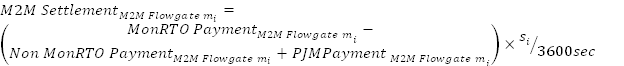 M2M Settlement_{M2M Flowgate m_i} =
(MonRTO Payment_{M2M Flowgate m_i} −
Non MonRTO Payment_{M2M Flowgate m_i} + PJMPayment_{M2M Flowgate m_i}) × s_i/3600sec